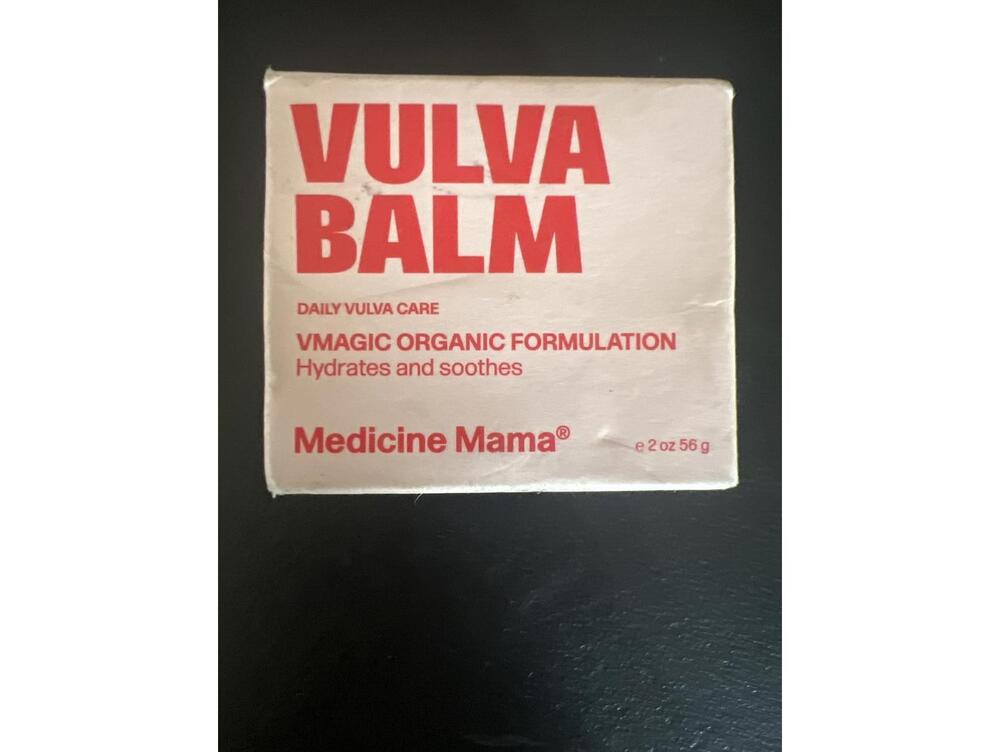 VULVA
BALM
DAILY VULVA CARE
VMAGIC ORGANIC FORMULATION
Hydrates and soothes
Medicine Mama®
e 2 oz 56 g